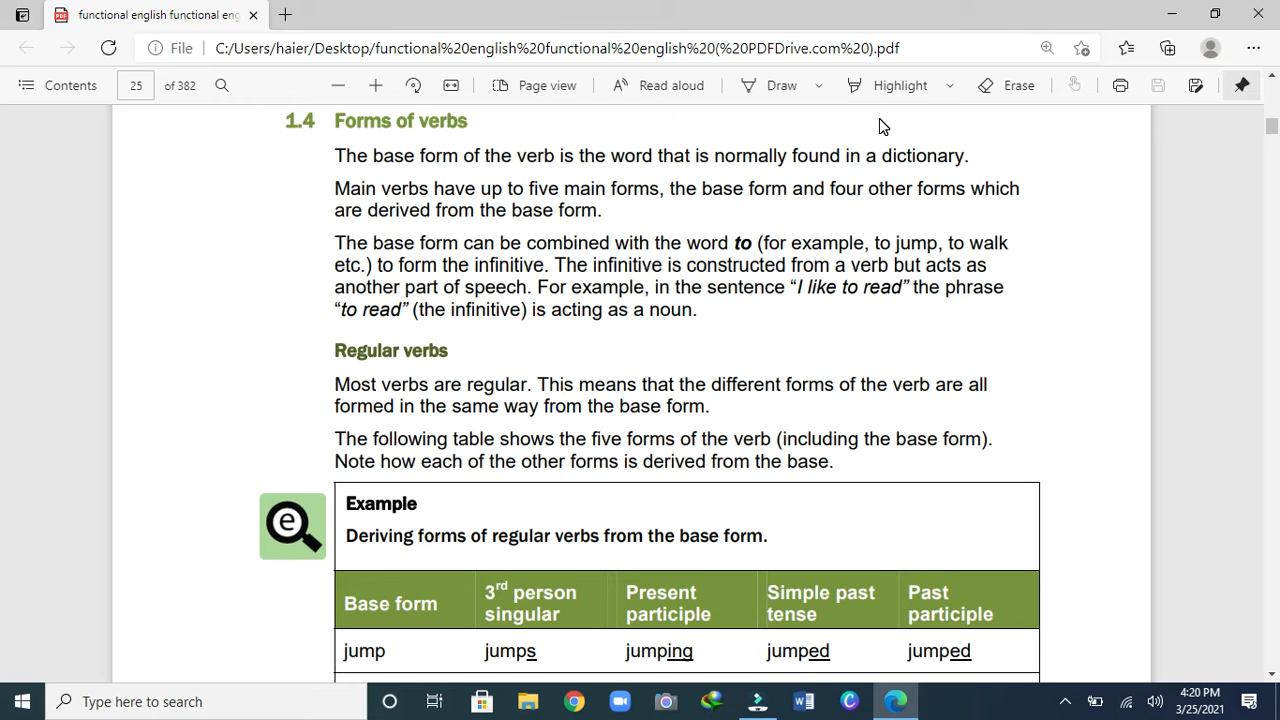 functional english functional eng
File
C:/Users/haier/Desktop/functional%20english%20functional%20english%20(%20PDFDrive.com%20).pdf
Contents
25
of 382
Page view
Read aloud
Draw
Highlight
Erase
1.4 Forms of verbs
The base form of the verb is the word that is normally found in a dictionary.
Main verbs have up to five main forms, the base form and four other forms which
are derived from the base form.
The base form can be combined with the word to (for example, to jump, to walk
etc.) to form the infinitive. The infinitive is constructed from a verb but acts as
another part of speech. For example, in the sentence “I like to read” the phrase
“to read” (the infinitive) is acting as a noun.
Regular verbs
Most verbs are regular. This means that the different forms of the verb are all
formed in the same way from the base form.
The following table shows the five forms of the verb (including the base form).
Note how each of the other forms is derived from the base.
Example
Deriving forms of regular verbs from the base form.
Base form
3rd person
singular
Present
participle
Simple past
tense
Past
participle
jump jumps jumping jumped jumped
Type here to search
4:20 PM
3/25/2021